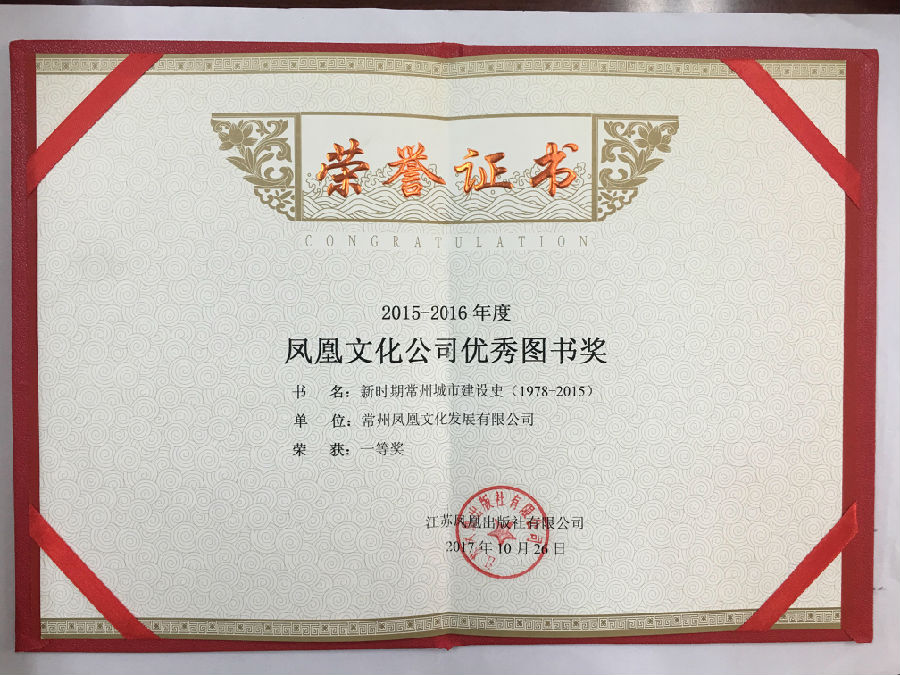 荣誉证书
CONGRATULATION
2015-2016年度
凤凰文化公司优秀图书奖
书 名：新时期常州城市建设史（1978-2015）
单 位：常州凤凰文化发展有限公司
荣 获：一等奖
江苏凤凰出版社有限公司
2017年10月26日